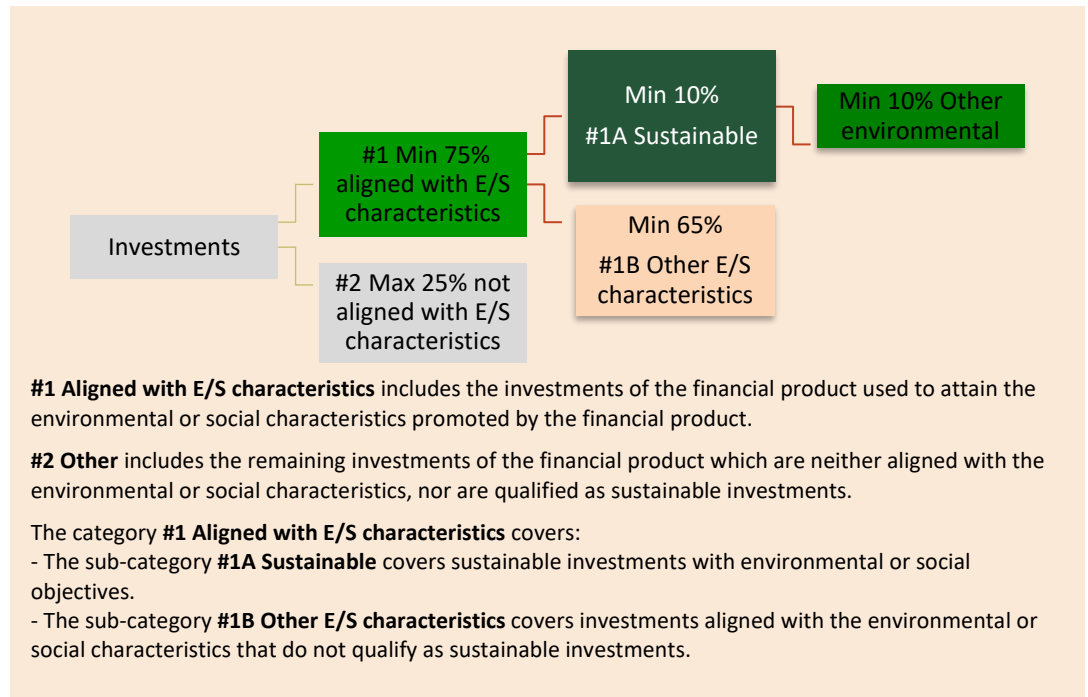 Min 10%
#1A Sustainable
Min 10% Other
environmental
#1 Min 75%
aligned with E/S
characteristics
Investments
Min 65%
#1B Other E/S
characteristics
#2 Max 25% not
aligned with E/S
characteristics
#1 Aligned with E/S characteristics includes the investments of the financial product used to attain the
environmental or social characteristics promoted by the financial product.
#2 Other includes the remaining investments of the financial product which are neither aligned with the
environmental or social characteristics, nor are qualified as sustainable investments.
The category #1 Aligned with E/S characteristics covers:
- The sub-category #1A Sustainable covers sustainable investments with environmental or social
objectives.
- The sub-category #1B Other E/S characteristics covers investments aligned with the environmental or
social characteristics that do not qualify as sustainable investments.